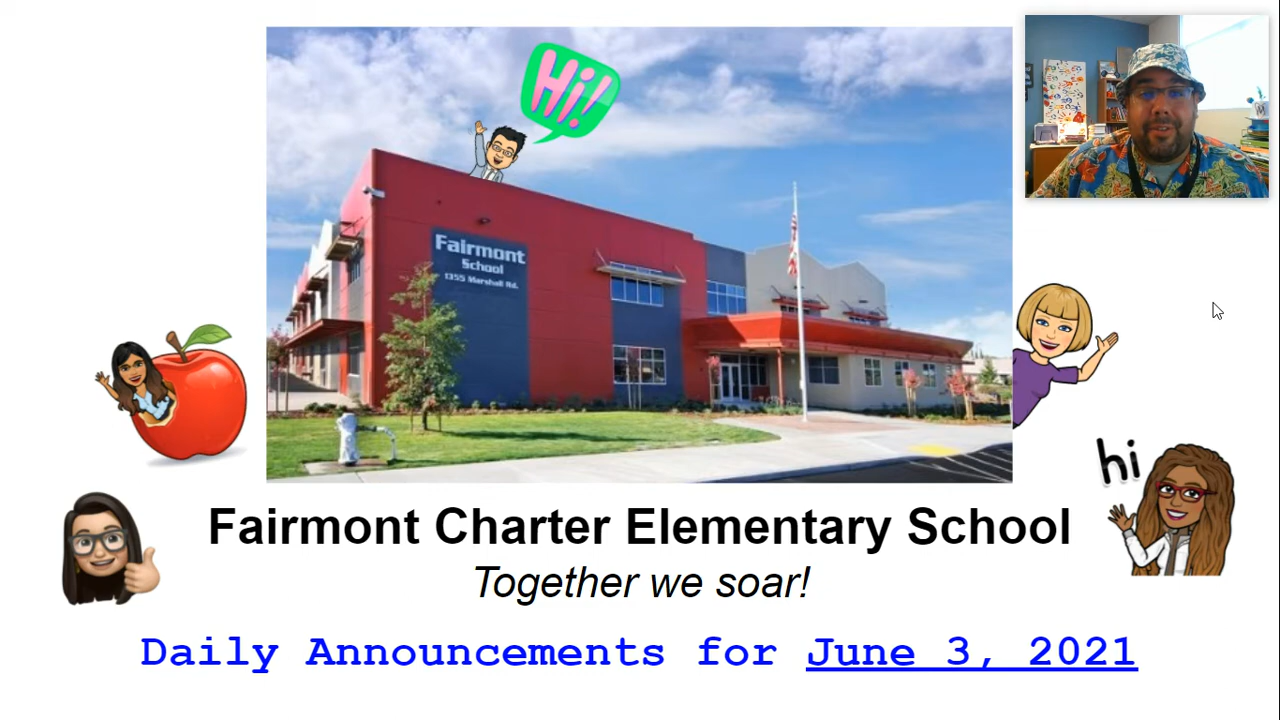 Hi!
Fairmont
School
1355 Marshall Rd.
hi
Fairmont Charter Elementary School
Together we soar!
Daily Announcements for June 3, 2021